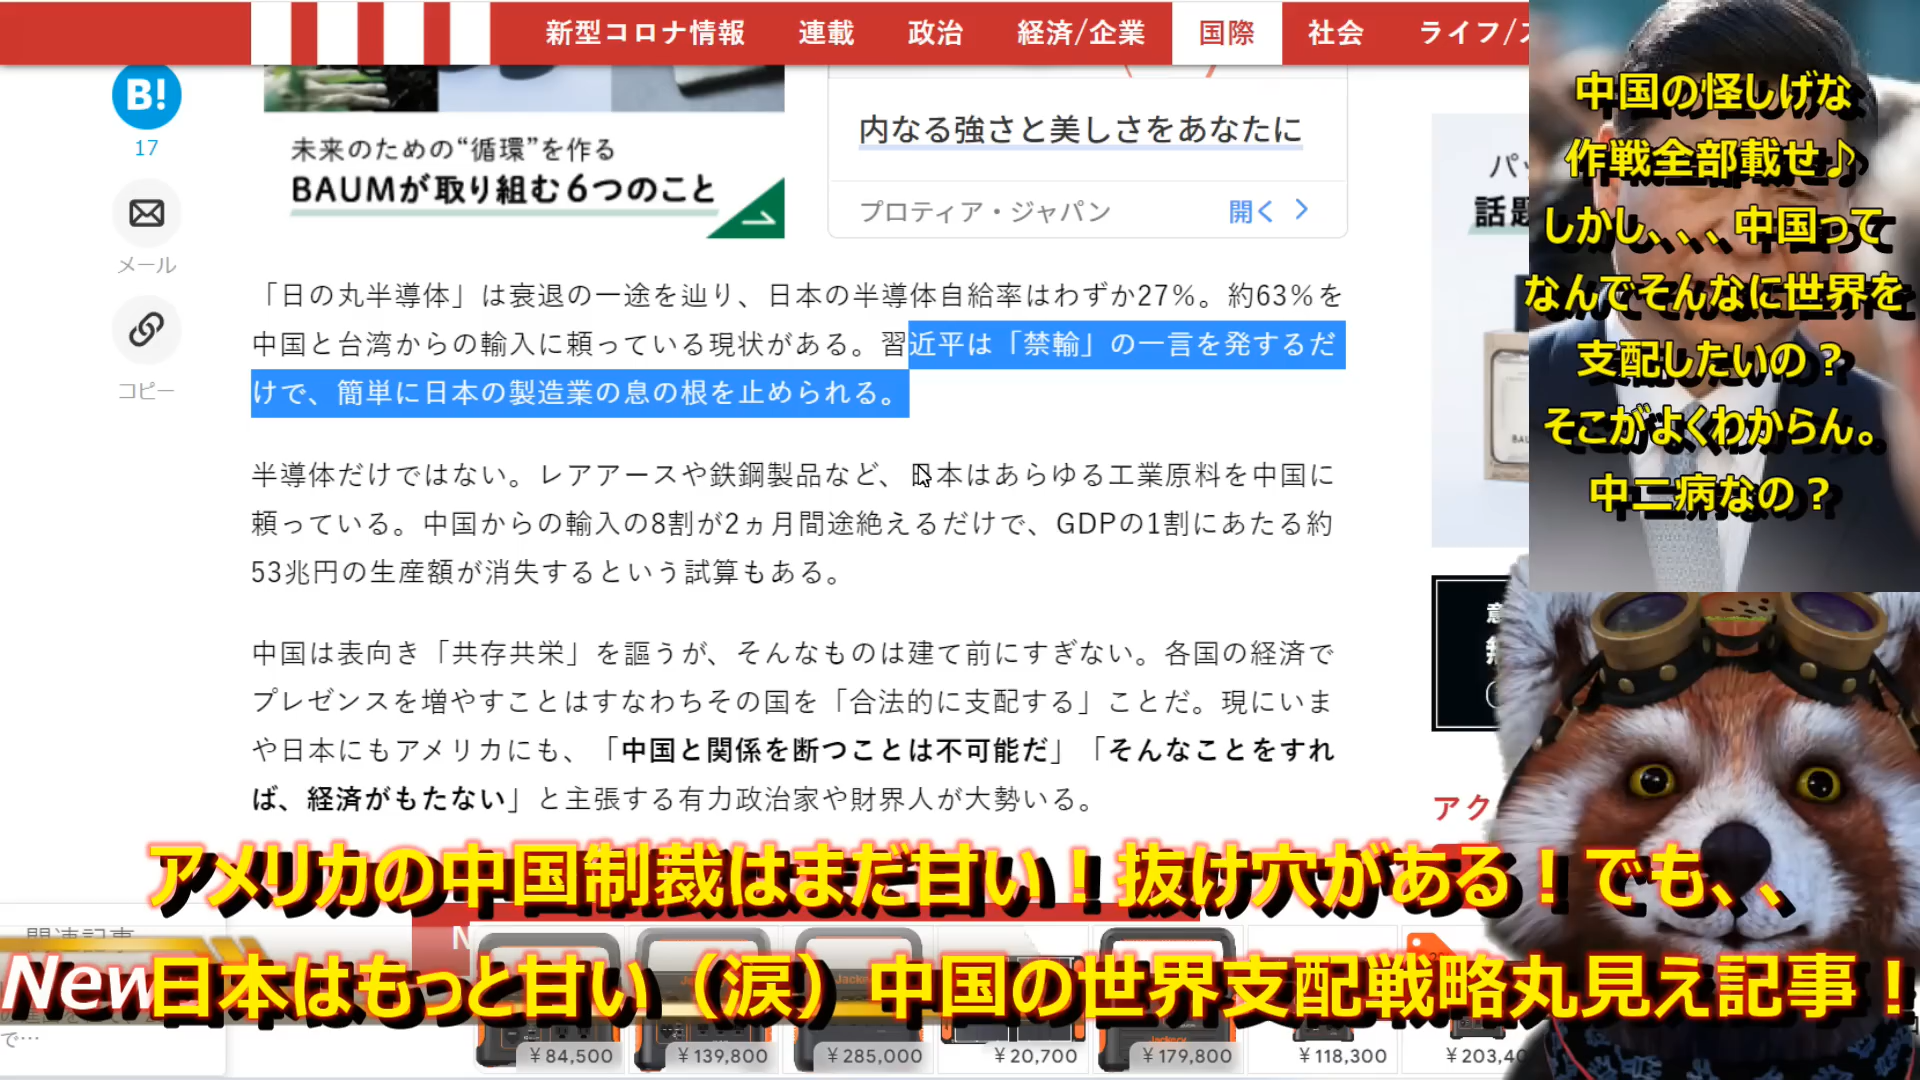 新型コロナ情報 連載 政治 経済/企業 国際 社会 ライフ/ス
B!
17
メール
コピー
未来のための“循環”を作る
BAUMが取り組む6つのこと
内なる強さと美しさをあなたに
プロティア・ジャパン 開く
パッ
話題
「日の丸半導体」は衰退の一途を辿り、日本の半導体自給率はわずか27%。約63%を
中国と台湾からの輸入に頼っている現状がある。習近平は「禁輸」の一言を発するだ
けで、簡単に日本の製造業の息の根を止められる。
半導体だけではない。レアアースや鉄鋼製品など、日本はあらゆる工業原料を中国に
頼っている。中国からの輸入の8割が2ヵ月間途絶えるだけで、GDPの1割にあたる約
53兆円の生産額が消失するという試算もある。
中国は表向き「共存共栄」を謳うが、そんなものは建て前にすぎない。各国の経済で
プレゼンスを増やすことはすなわちその国を「合法的に支配する」ことだ。現にいま
や日本にもアメリカにも、「中国と関係を断つことは不可能だ」「そんなことをすれ
ば、経済がもたない」と主張する有力政治家や財界人が大勢いる。
中国の怪しげな
作戦全部載せ♪
しかし、、、中国って
なんでそんなに世界を
支配したいの？
そこがよくわからん。
中二病なの？
BAU
アク
アメリカの中国制裁はまだ甘い！抜け穴がある！でも、、
関連記事
New
日本はもっと甘い（涙）中国の世界支配戦略丸見え記事！
で…
¥84,500 ¥139,800 ¥285,000 ¥20,700 ¥179,800 ¥118,300 ¥203,40